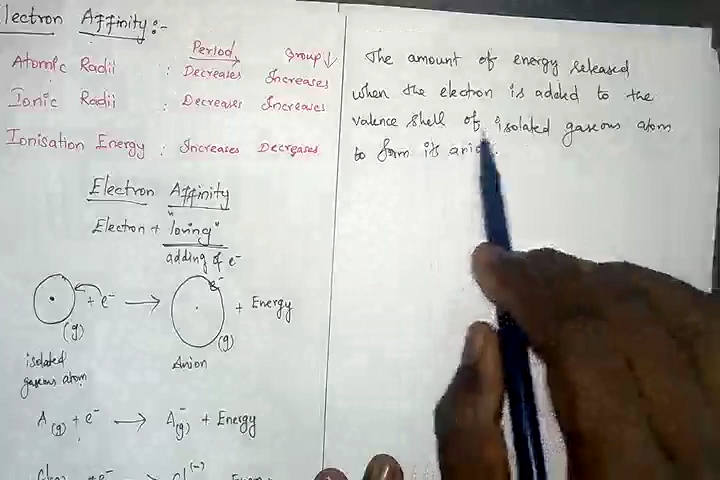 Electron Affinity:-
Period → Group ↓
Atomic Radii : Decreases Increases
Ionic Radii : Decreases Increases
Ionisation Energy : Increases Decreases
Electron Affinity
Electron + "loving"
adding of e⁻
+ e⁻ → e⁻ + Energy
(g) (g)
isolated gaseous atom
Anion
A(g) + e⁻ → A⁻(g) + Energy
The amount of energy released
when the electron is added to the
valence shell of isolated gaseous atom
to form its